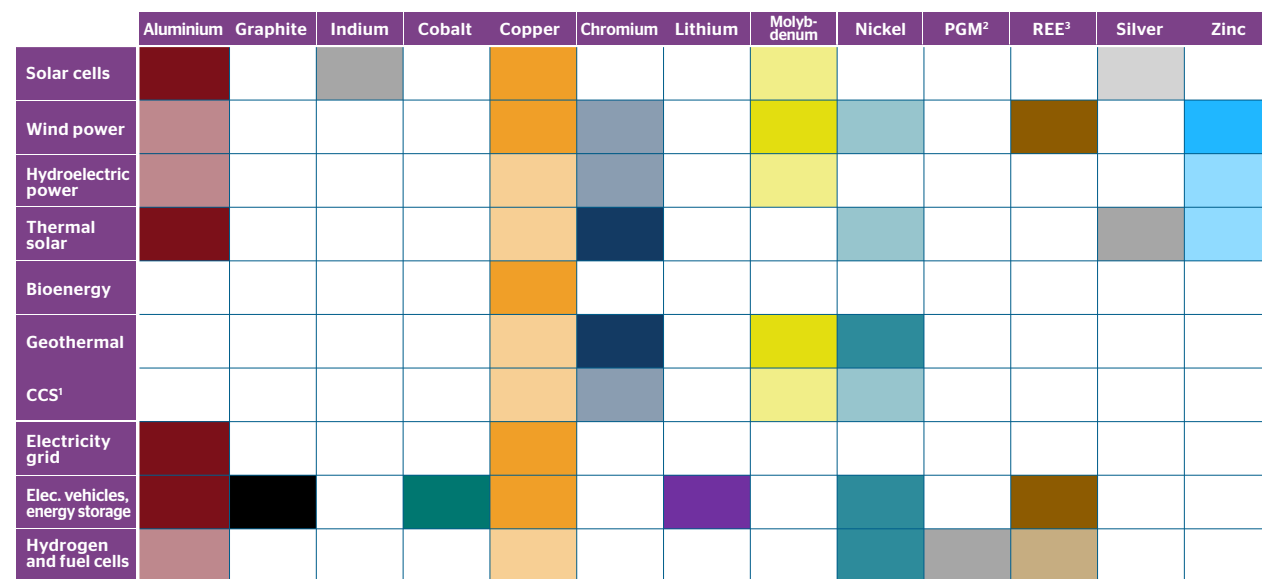 Aluminium Graphite Indium Cobalt Copper Chromium Lithium Molyb-
denum Nickel PGM² REE³ Silver Zinc
Solar cells
Wind power
Hydroelectric
power
Thermal
solar
Bioenergy
Geothermal
CCS¹
Electricity
grid
Elec. vehicles,
energy storage
Hydrogen
and fuel cells